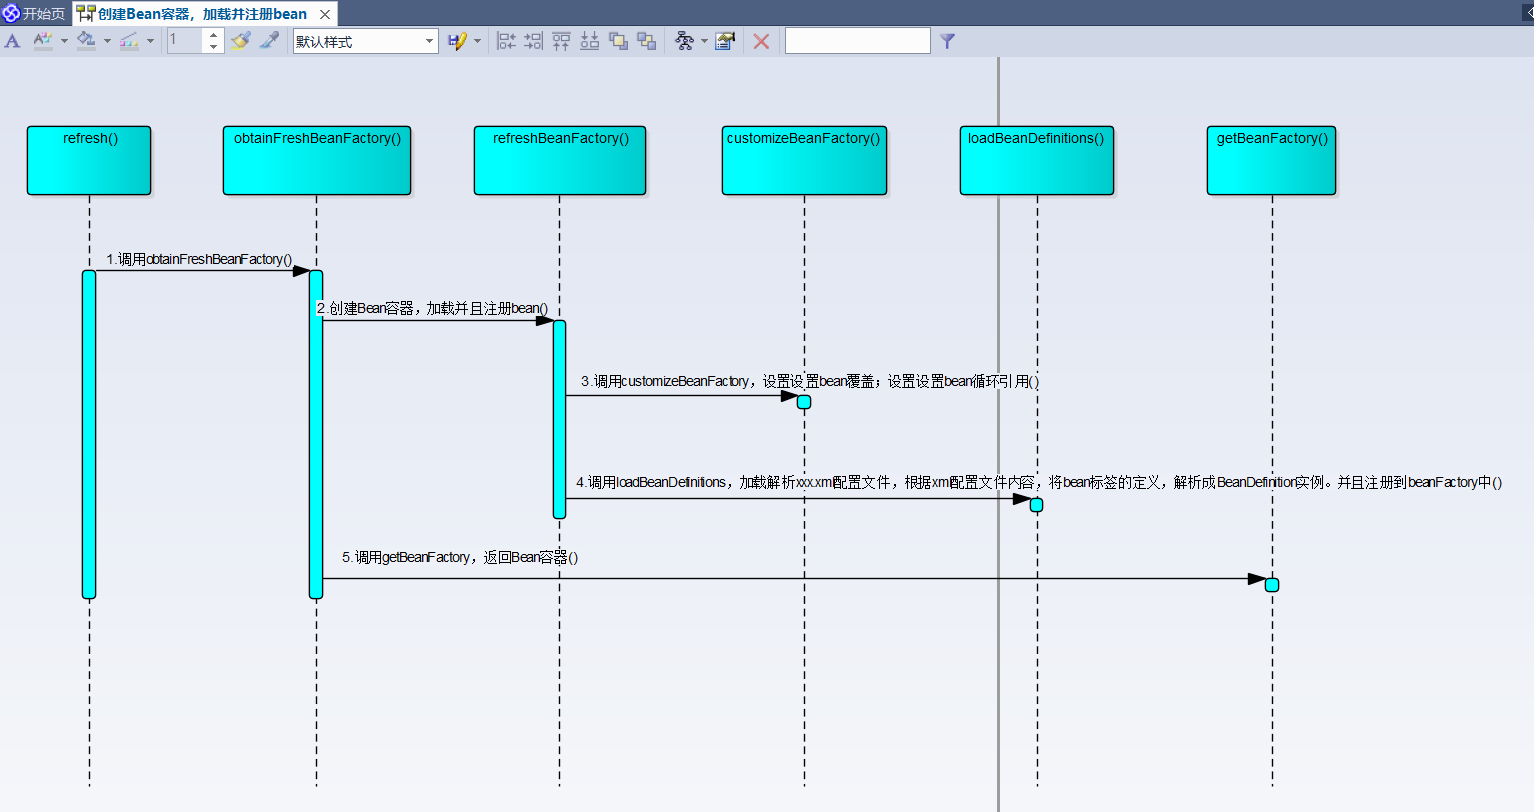 开始页
创建Bean容器，加载并注册bean
1
默认样式
refresh()
obtainFreshBeanFactory()
refreshBeanFactory()
customizeBeanFactory()
loadBeanDefinitions()
getBeanFactory()
1.调用obtainFreshBeanFactory()
2.创建Bean容器，加载并且注册bean()
3.调用customizeBeanFactory，设置设置bean覆盖；设置设置bean循环引用()
4.调用loadBeanDefinitions，加载解析xxx.xml配置文件，根据xml配置文件内容，将bean标签的定义，解析成BeanDefinition实例。并且注册到beanFactory中()
5.调用getBeanFactory，返回Bean容器()